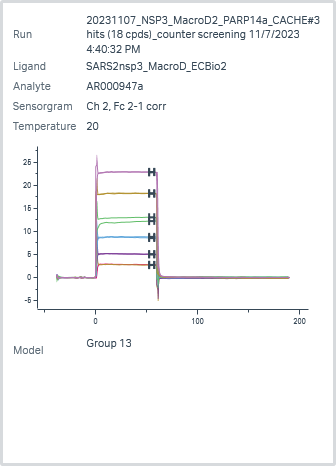 Run 20231107_NSP3_MacroD2_PARP14a_CACHE#3
hits (18 cpds)_counter screening 11/7/2023
4:40:32 PM
Ligand SARS2nsp3_MacroD_ECBio2
Analyte AR000947a
Sensorgram Ch 2, Fc 2-1 corr
Temperature 20
25
20
15
10
5
0
-5
0 100 200
Model Group 13